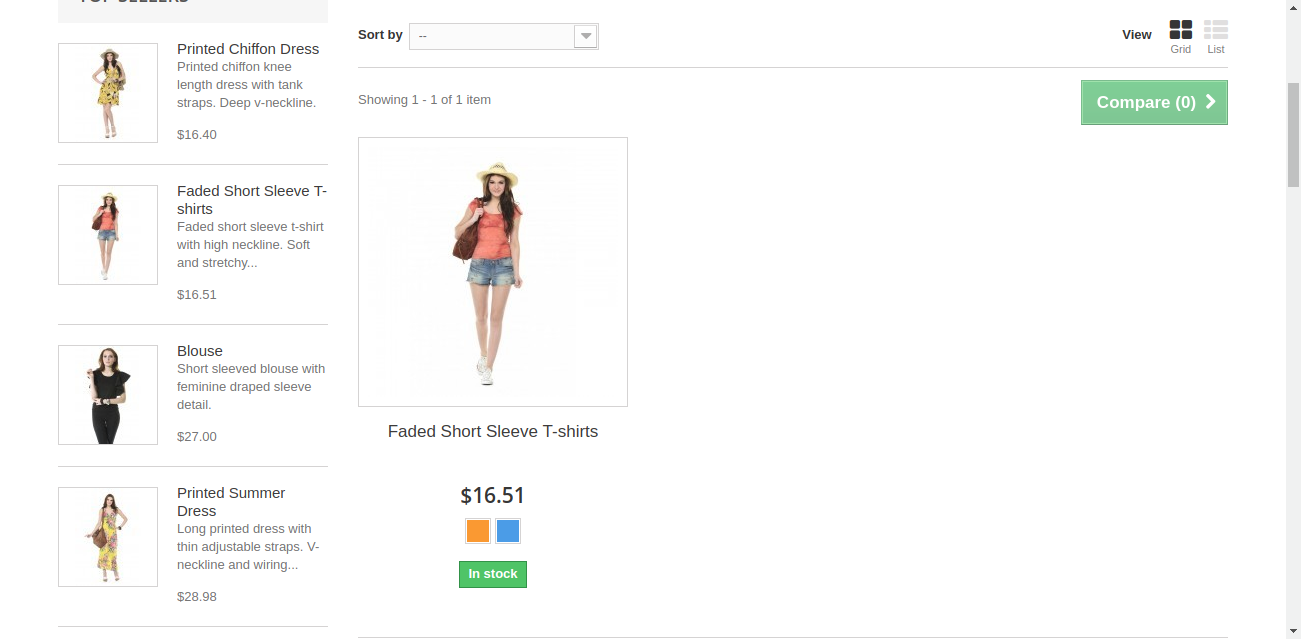 TOP SELLERS
Printed Chiffon Dress
Printed chiffon knee
length dress with tank
straps. Deep v-neckline.
$16.40
Faded Short Sleeve T-
shirts
Faded short sleeve t-shirt
with high neckline. Soft
and stretchy...
$16.51
Blouse
Short sleeved blouse with
feminine draped sleeve
detail.
$27.00
Printed Summer
Dress
Long printed dress with
thin adjustable straps. V-
neckline and wiring...
$28.98
Sort by --
View
Grid
List
Showing 1 - 1 of 1 item
Compare (0)
Faded Short Sleeve T-shirts
$16.51
In stock